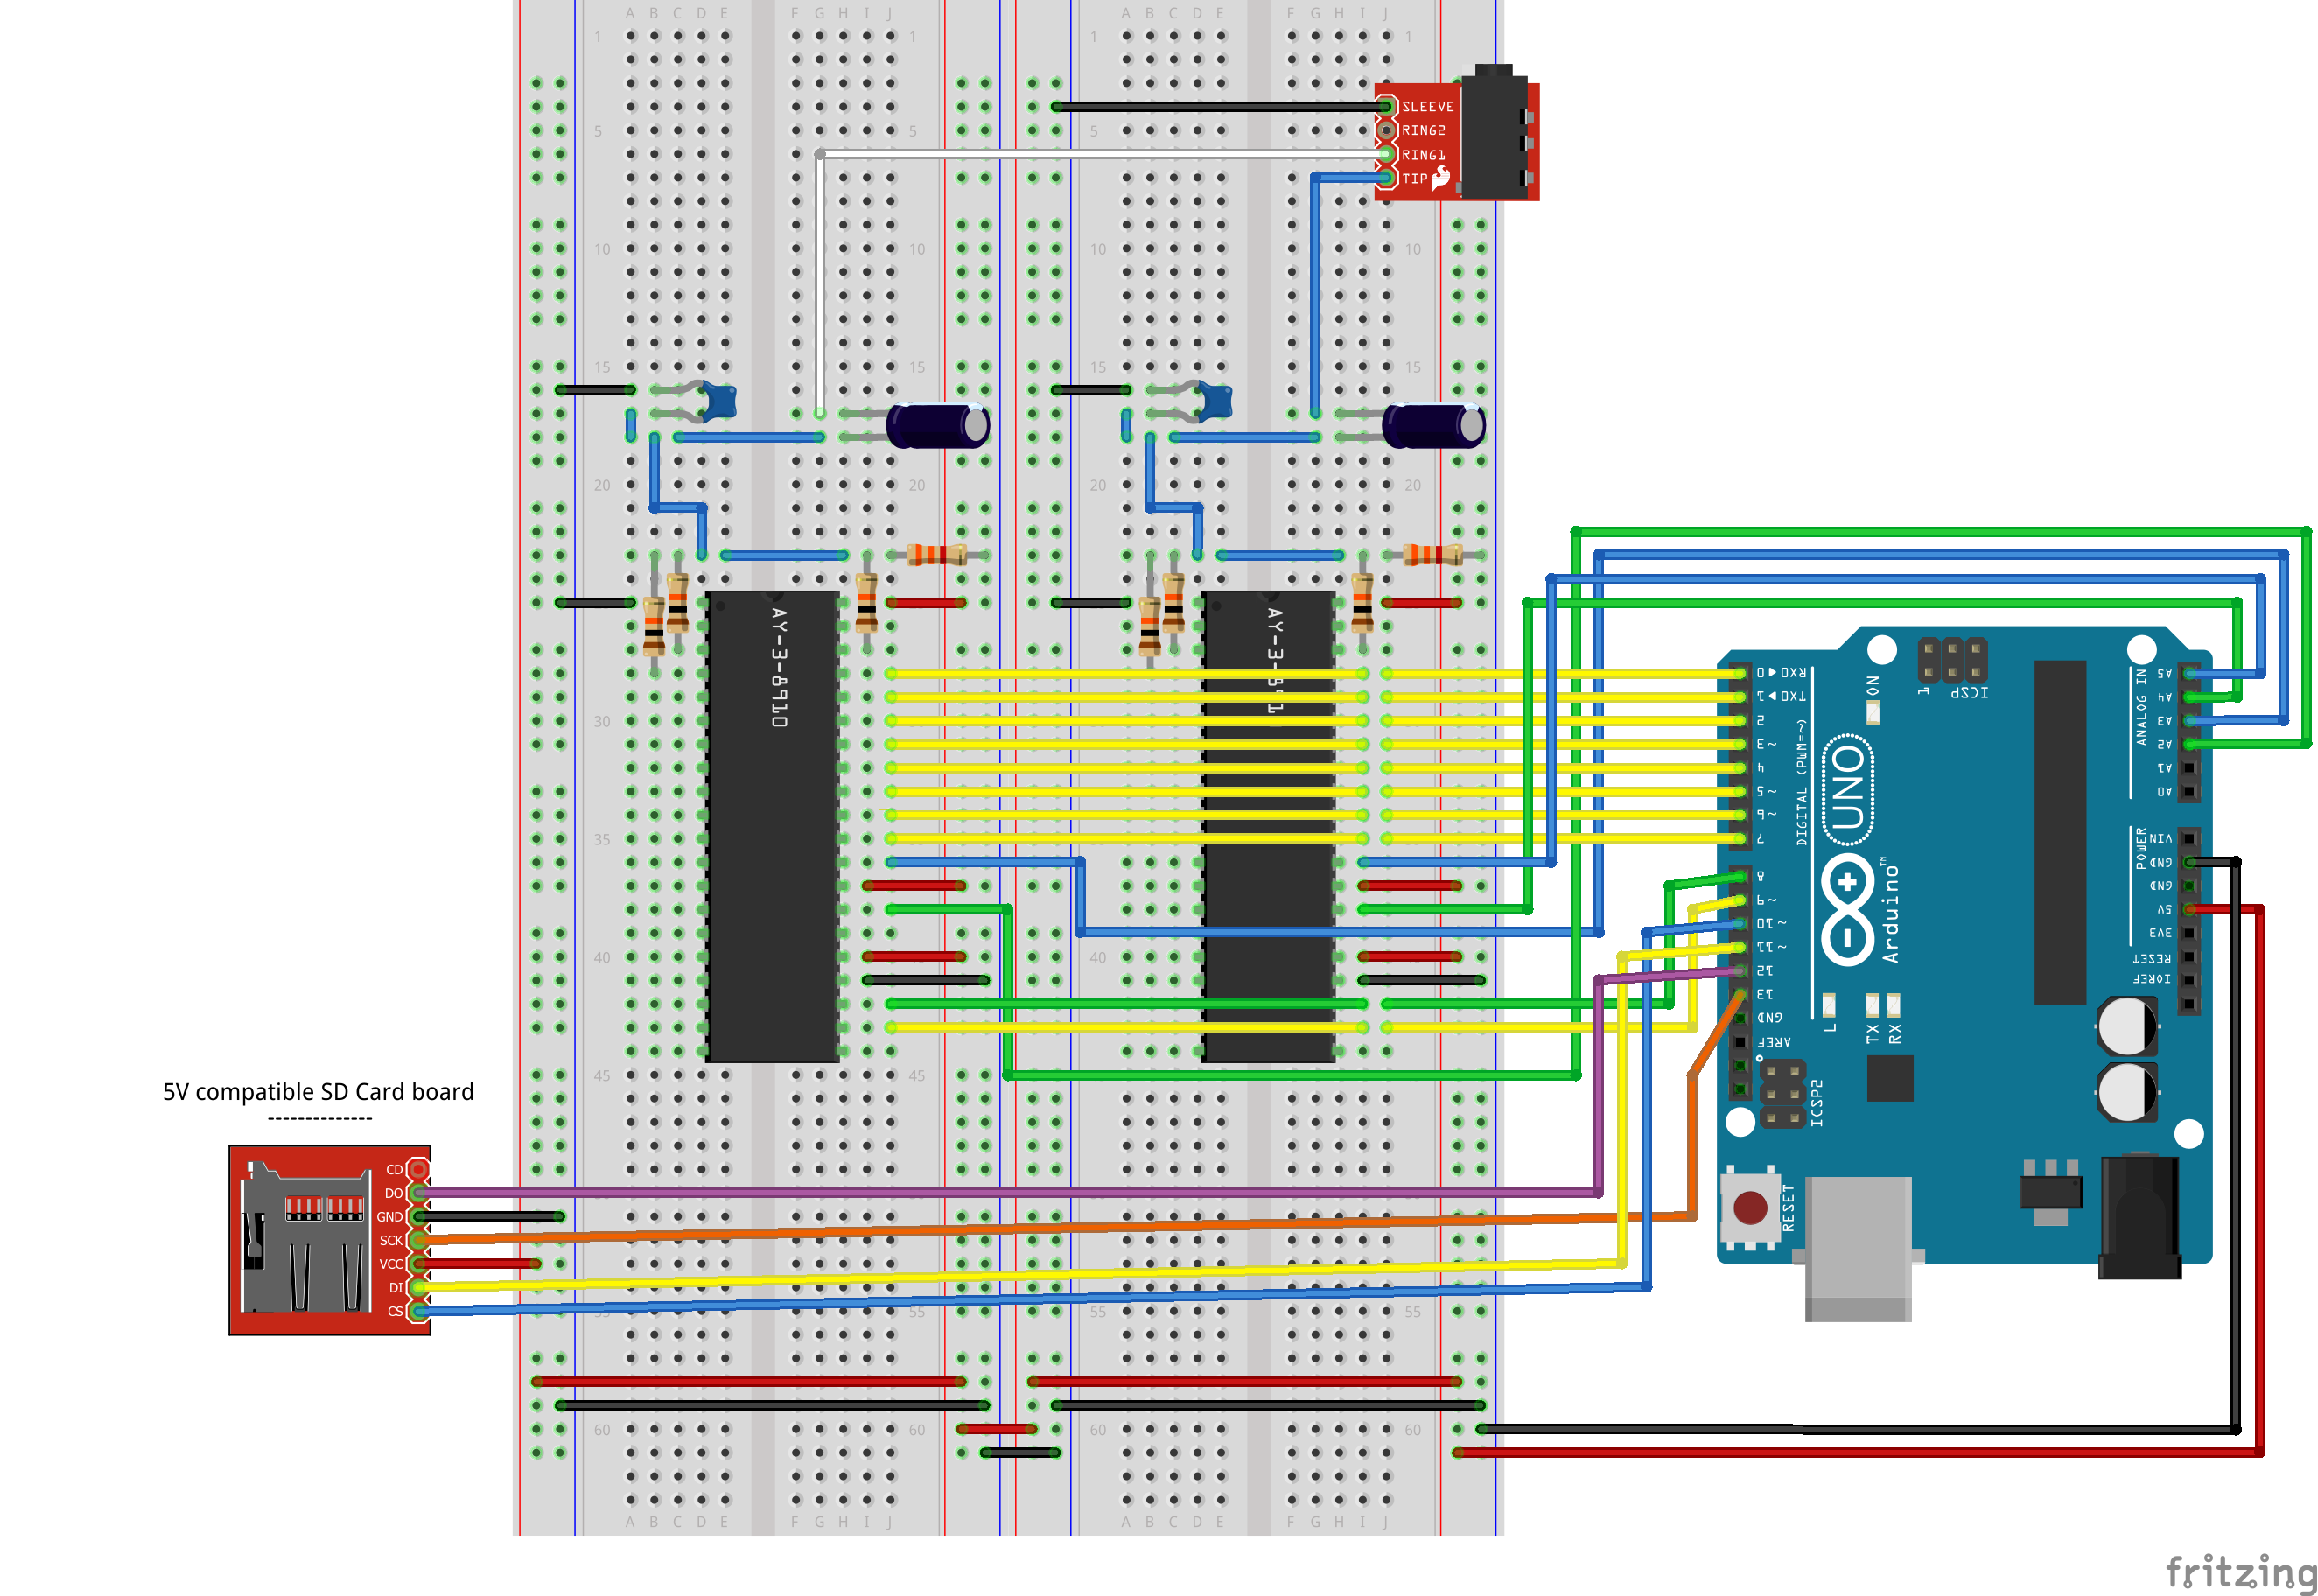 A B C D E F G H I J A B C D E F G H I J
1 1 1 1
SLEEVE
5 5 5
RING2
RING1
TIP
10 10 10 10
15 15 15 15
20 20 20 20
AY-3-8910
AY-3-891
30 30
35
40 40
45 45
55 55
60 60 60 60
A B C D E F G H I J A B C D E F G H I J
RX0◀0
TX0▶1
2
~3
4
~5
~6
7
8
~9
~10
~11
12
13
GND
AREF
DIGITAL (PWM=~)
ON
1
ICSP
UNO
Arduino™
L
TX
RX
ICSP2
RESET
ANALOG IN
A5
A4
A3
A2
A1
A0
POWER
VIN
GND
GND
5V
3V3
RESET
IOREF
5V compatible SD Card board
--------------
CD
DO
GND
SCK
VCC
DI
CS
fritzing